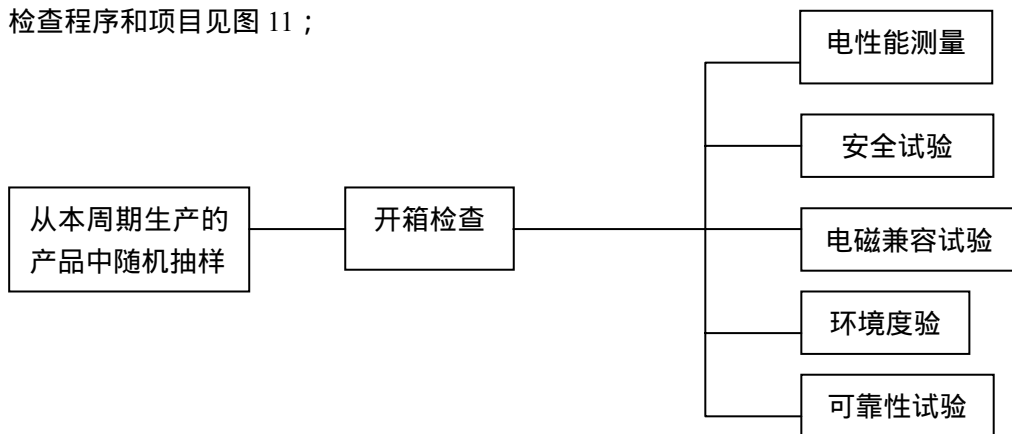 检查程序和项目见图 11；
电性能测量
安全试验
从本周期生产的
产品中随机抽样
开箱检查
电磁兼容试验
环境度验
可靠性试验